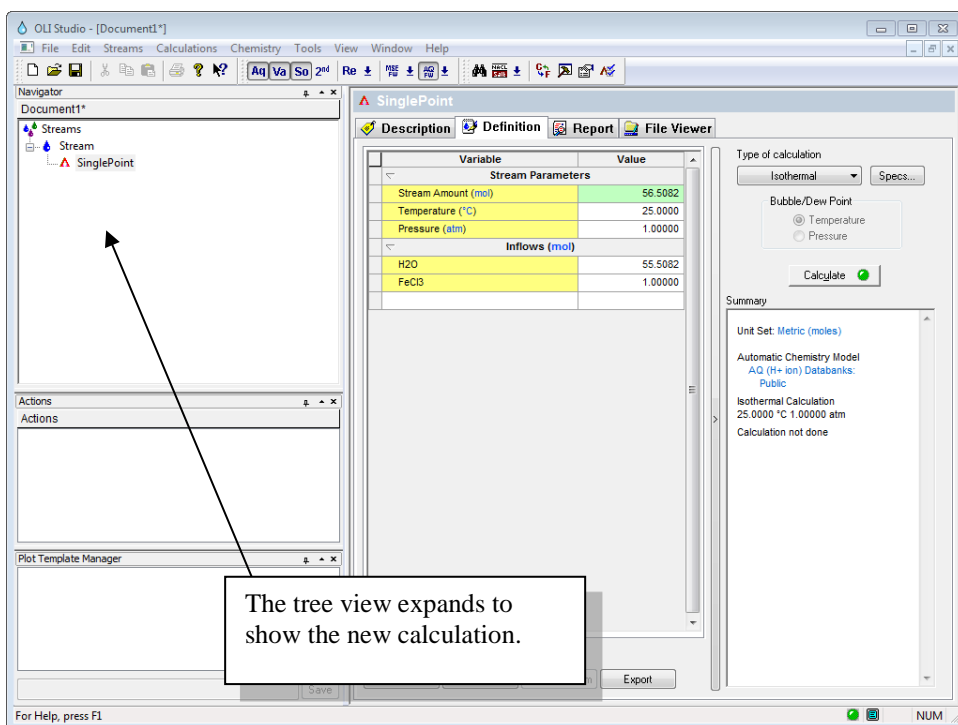 OLI Studio - [Document1*]
File Edit Streams Calculations Chemistry Tools View Window Help
Aq Va So 2nd Re MSE FW AQ FW
Navigator
Document1*
Streams
Stream
SinglePoint
Actions
Actions
Plot Template Manager
Save
SinglePoint
Description Definition Report File Viewer
Variable Value
Stream Parameters
Stream Amount (mol) 56.5082
Temperature (°C) 25.0000
Pressure (atm) 1.00000
Inflows (mol)
H2O 55.5082
FeCl3 1.00000
Export
Type of calculation
Isothermal Specs...
Bubble/Dew Point
Temperature
Pressure
Calculate
Summary
Unit Set: Metric (moles)
Automatic Chemistry Model
AQ (H+ ion) Databanks:
Public
Isothermal Calculation
25.0000 °C 1.00000 atm
Calculation not done
The tree view expands to
show the new calculation.
For Help, press F1
NUM